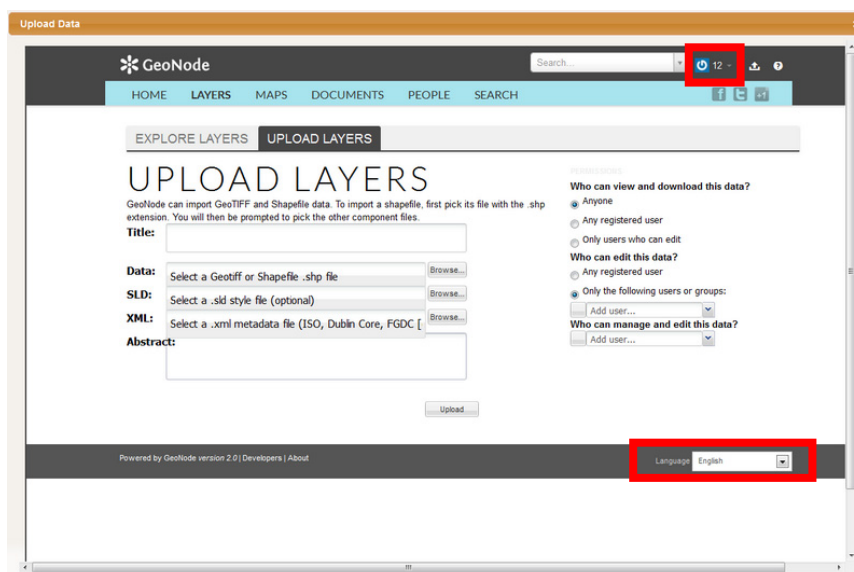 Upload Data
GeoNode
Search...
12
HOME LAYERS MAPS DOCUMENTS PEOPLE SEARCH
EXPLORE LAYERS UPLOAD LAYERS
UPLOAD LAYERS
GeoNode can import GeoTIFF and Shapefile data. To import a shapefile, first pick its file with the .shp
extension. You will then be prompted to pick the other component files.
Title:
Data: Select a Geotiff or Shapefile .shp file Browse...
SLD: Select a .sld style file (optional) Browse...
XML: Select a .xml metadata file (ISO, Dublin Core, FGDC [ Browse...
Abstract:
Upload
PERMISSIONS
Who can view and download this data?
Anyone
Any registered user
Only users who can edit
Who can edit this data?
Any registered user
Only the following users or groups:
Add user...
Who can manage and edit this data?
Add user...
Powered by GeoNode version 2.0 | Developers | About
Language English